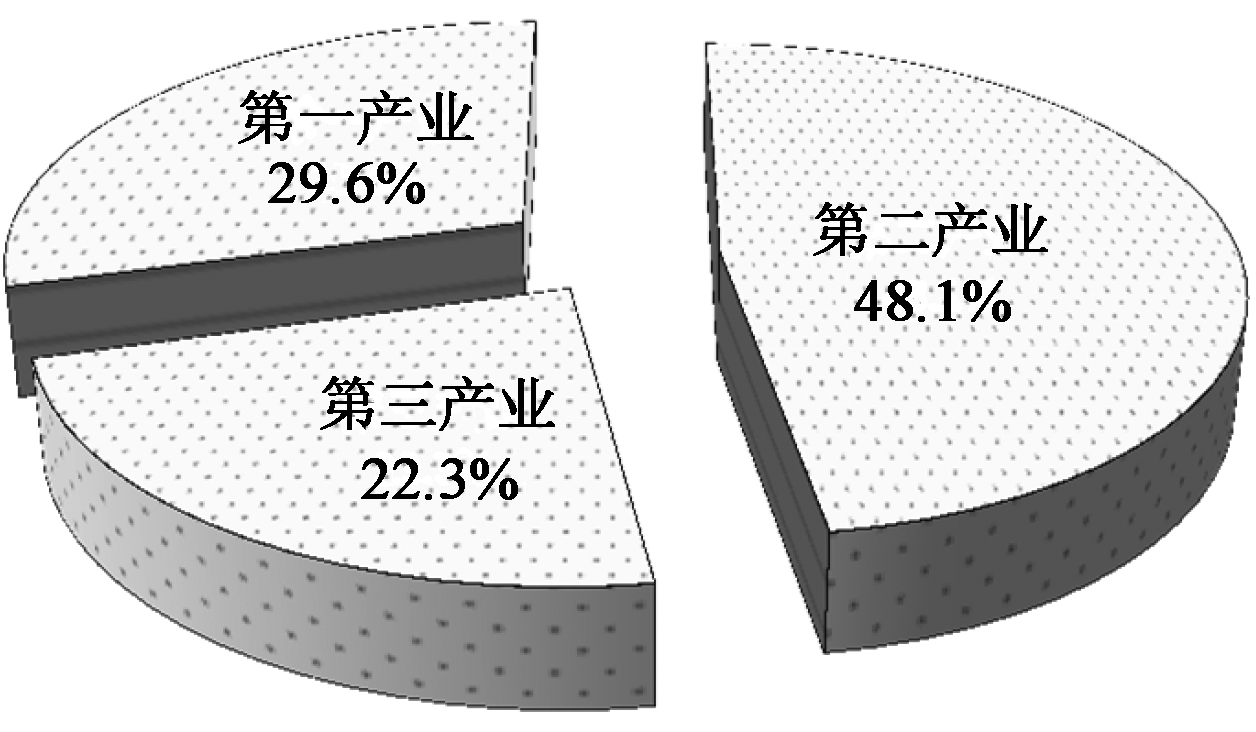 第一产业
29.6%
第二产业
48.1%
第三产业
22.3%